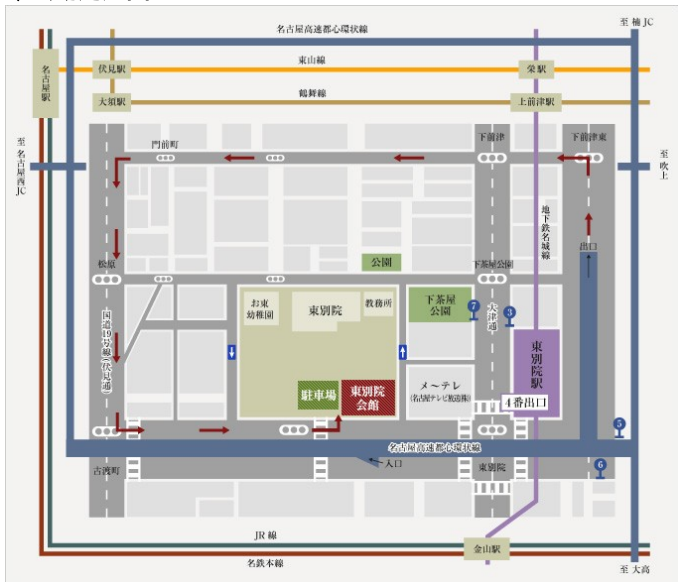 至 楠JC
名古屋高速都心環状線
東山線
伏見駅
栄 駅
名古屋駅
鶴舞線
大須駅
上前津駅
門前町
下前津
下前津東
至 名古屋西JC
至 吹上
地下鉄名城線
公園
出口
松原
下茶屋公園
お東
幼稚園
東別院
教務所
下茶屋
公園
7
大津通
3
国道19号線(伏見通)
東別院駅
駐車場
東別院
会館
メ〜テレ
(名古屋テレビ放送㈱)
4番出口
5
名古屋高速都心環状線
古渡町
入口
東別院
6
JR 線
金山駅
名鉄本線
至 大高